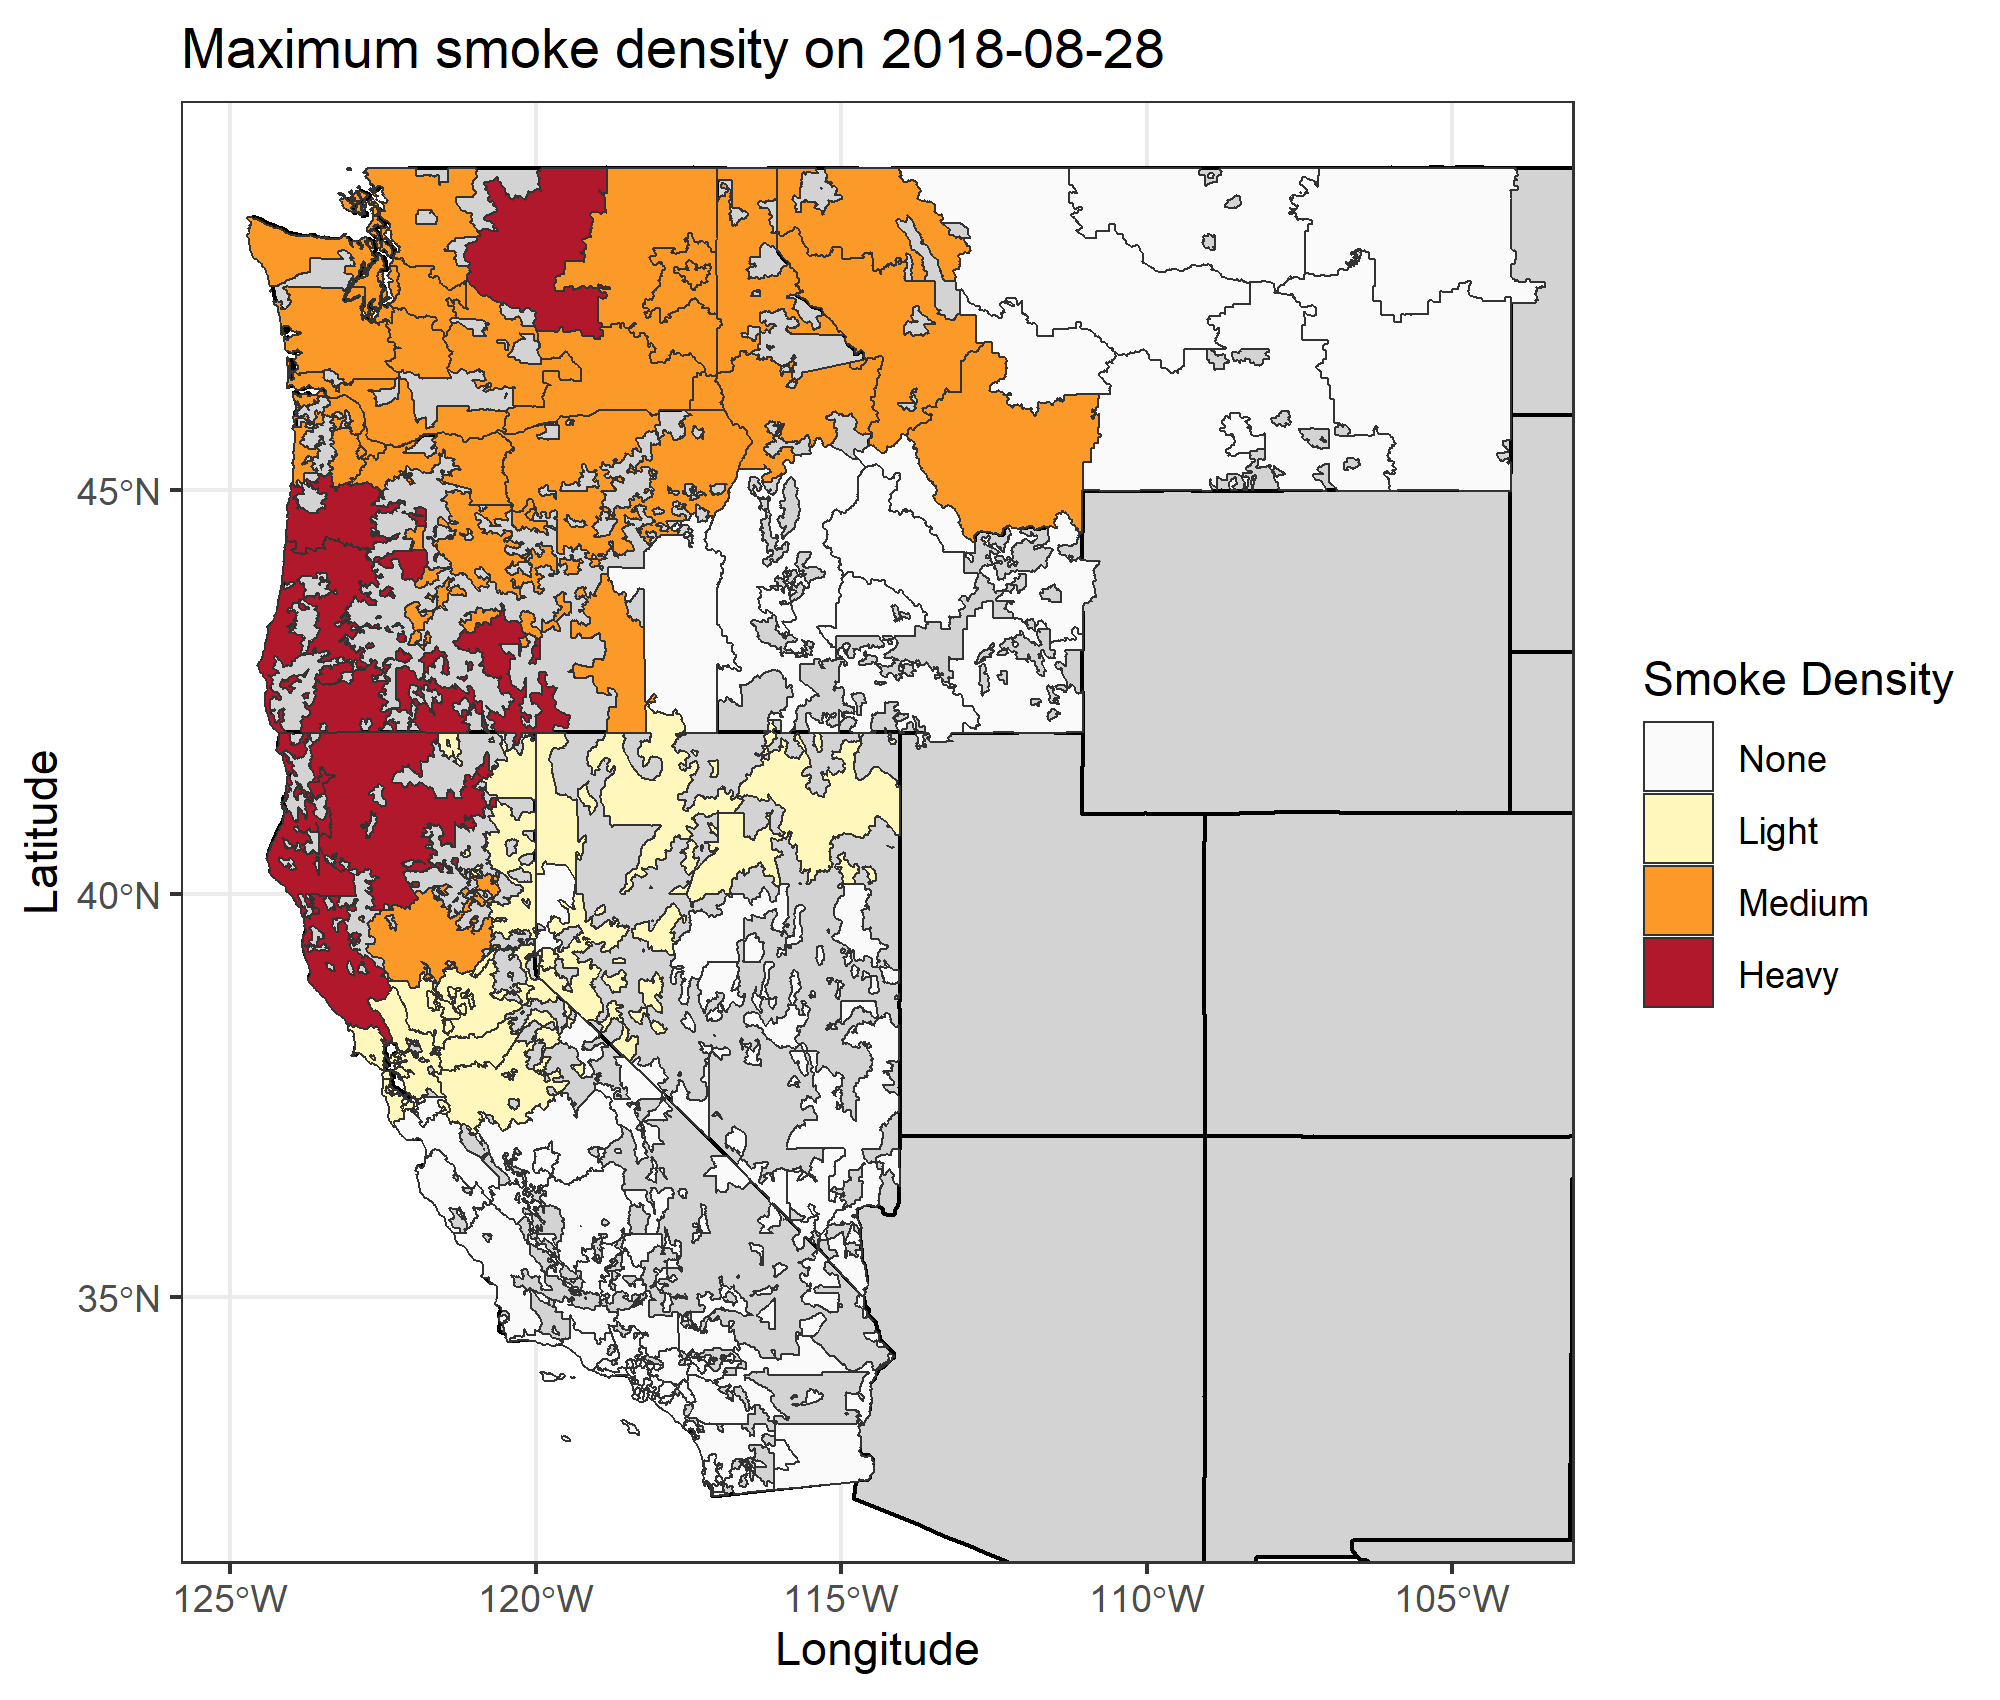 Maximum smoke density on 2018-08-28
45°N
40°N
35°N
Latitude
125°W
120°W
115°W
110°W
105°W
Longitude
Smoke Density
None
Light
Medium
Heavy